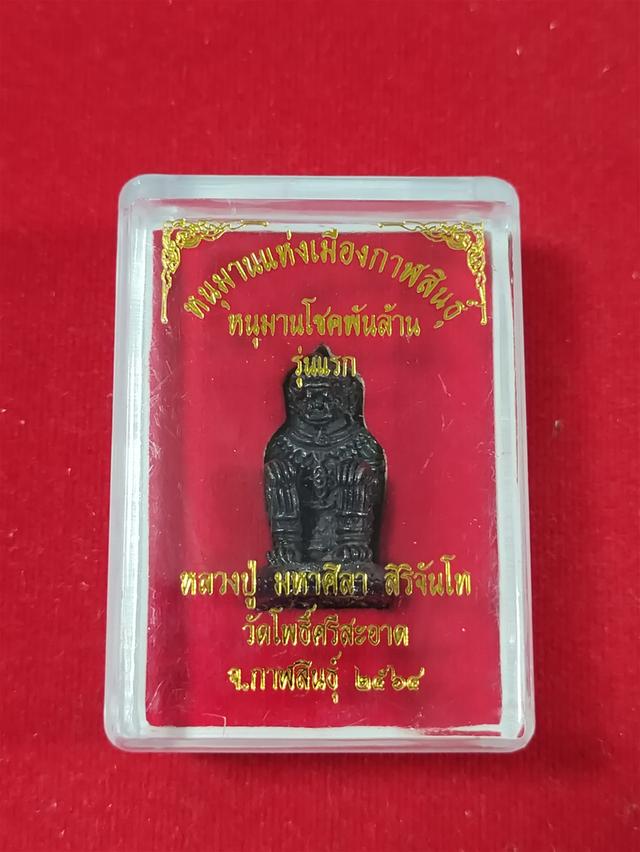 หนุมานแห่งเมืองกาฬสินธุ์
หนุมานโชคพันล้าน
รุ่นแรก
หลวงปู่ มหาศีลา สิริจันโท
วัดโพธิ์ศรีสะอาด
จ.กาฬสินธุ์ ๒๕๖๔